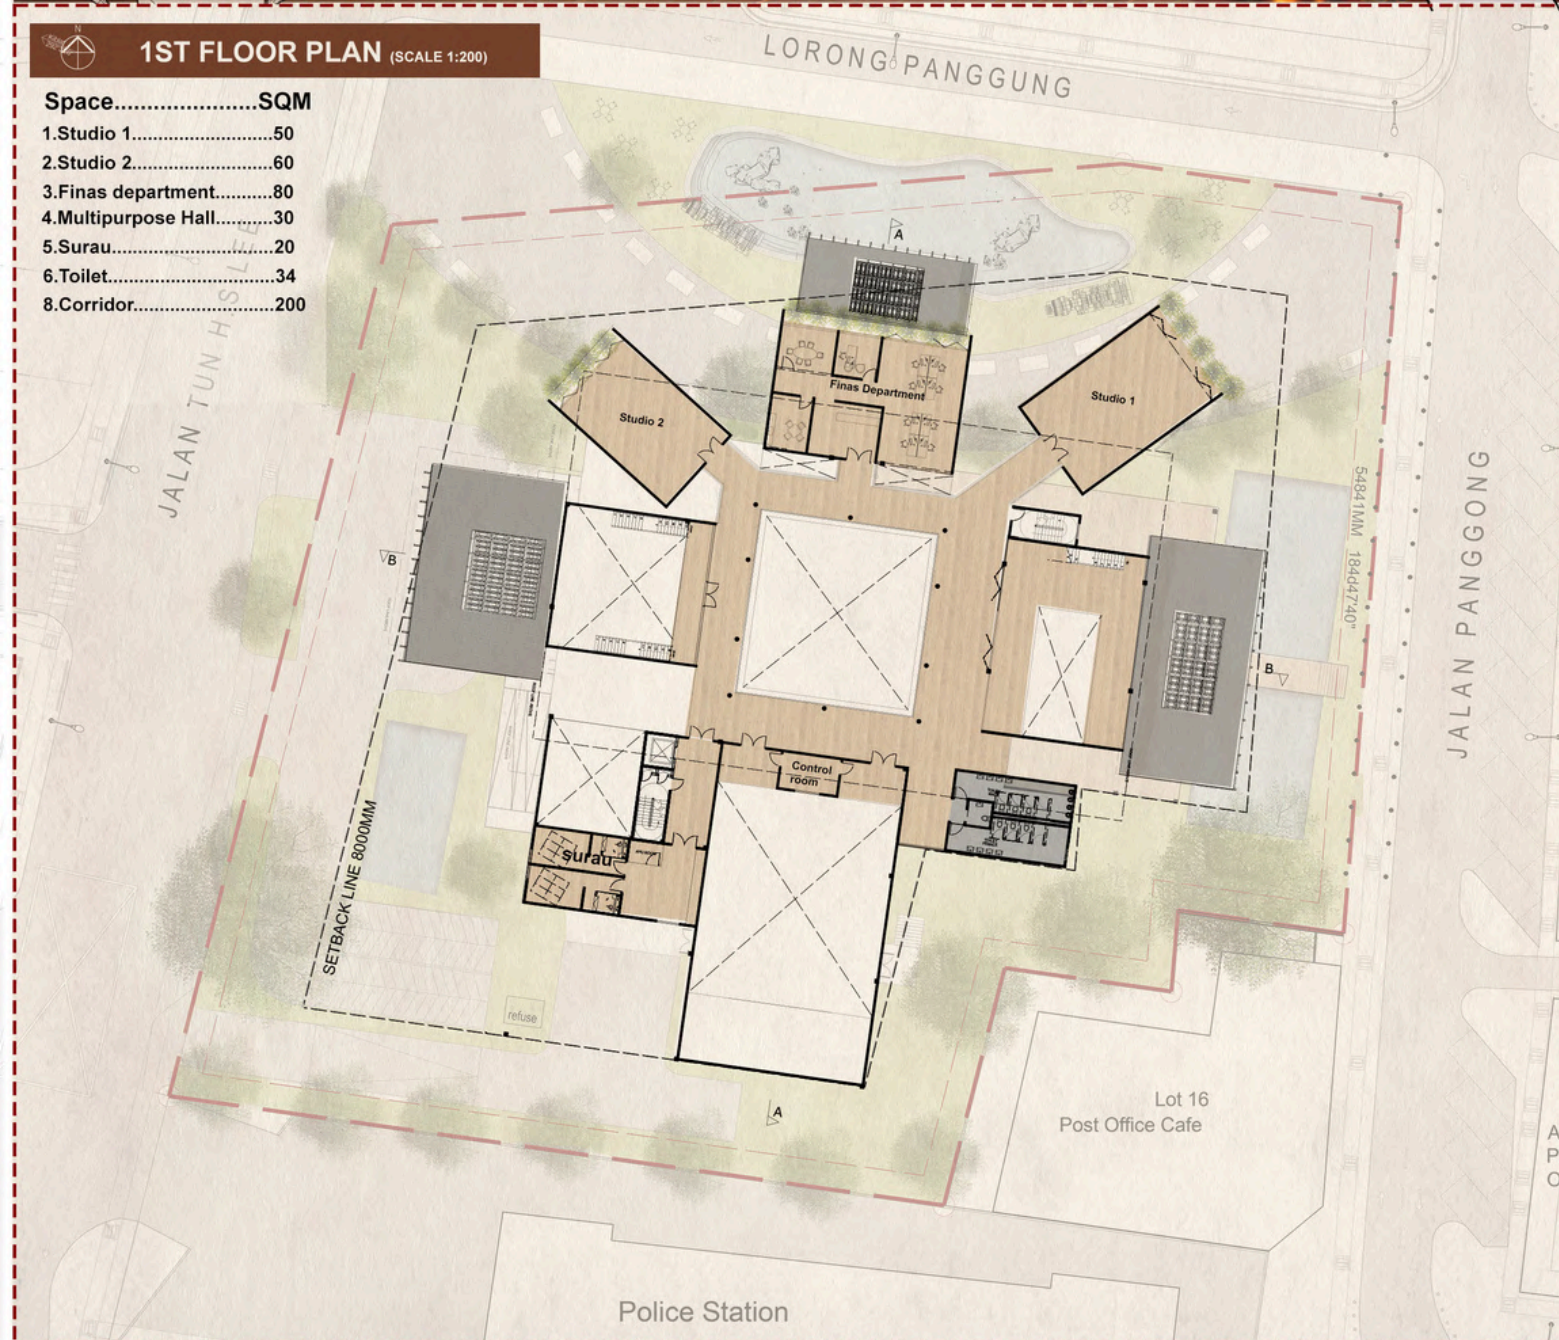 N
1ST FLOOR PLAN (SCALE 1:200)
Space......................SQM
1.Studio 1...........................50
2.Studio 2...........................60
3.Finas department...........80
4.Multipurpose Hall...........30
5.Surau...............................20
6.Toilet................................34
8.Corridor...........................200
LORONG PANGGUNG
JALAN TUN H.S LEE
A
Finas Department
Studio 2
Studio 1
54841MM 184d47'40"
JALAN PANGGONG
B
B
Control
room
surau
SETBACK LINE 8000MM
refuse
A
Lot 16
Post Office Cafe
A
P
Police Station